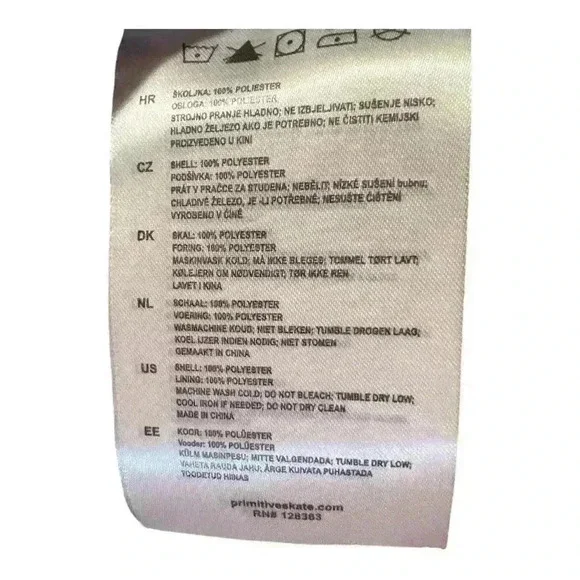 HR
ŠKOLJKA: 100% POLIESTER
OBLOGA: 100% POLIESTER
STROJNO PRANJE HLADNO; NE IZBJELJIVATI; SUŠENJE NISKO;
HLADNO ŽELJEZO AKO JE POTREBNO; NE ČISTITI KEMIJSKI
PROIZVEDENO U KINI
CZ
SHELL: 100% POLYESTER
PODŠÍVKA: 100% POLYESTER
PRÁT V PRAČCE ZA STUDENA; NEBĚLIT; NÍZKÉ SUŠENÍ bubnu;
CHLADIVÉ ŽELEZO, JE -LI POTŘEBNÉ; NESUŠTE ČIŠTĚNÍ
VYROBENO V ČÍNĚ
DK
SKAL: 100% POLYESTER
FORING: 100% POLYESTER
MASKINVASK KOLD; MÅ IKKE BLEGES; TOMMEL TØRT LAVT;
KØLEJERN OM NØDVENDIGT; TØR IKKE REN
LAVET I KINA
NL
SCHAAL: 100% POLYESTER
VOERING: 100% POLYESTER
WASMACHINE KOUD; NIET BLEKEN; TUMBLE DROGEN LAAG;
KOEL IJZER INDIEN NODIG; NIET STOMEN
GEMAAKT IN CHINA
US
SHELL: 100% POLYESTER
LINING: 100% POLYESTER
MACHINE WASH COLD; DO NOT BLEACH; TUMBLE DRY LOW;
COOL IRON IF NEEDED; DO NOT DRY CLEAN
MADE IN CHINA
EE
KOOR: 100% POLÜESTER
Vooder: 100% POLÜESTER
KÜLM MASINPESU; MITTE VALGENDADA; TUMBLE DRY LOW;
VAHETA RAUDA JAHU; ÄRGE KUIVATA PUHASTADA
TOODETUD HIINAS
primitiveskate.com
RN# 128363